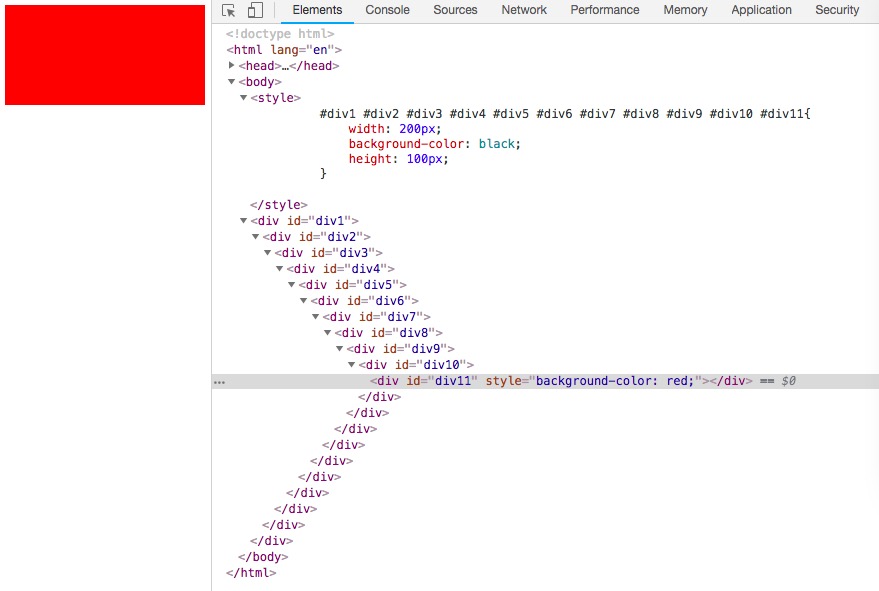 Elements Console Sources Network Performance Memory Application Security
<!doctype html>
<html lang="en">
<head>…</head>
<body>
<style>
#div1 #div2 #div3 #div4 #div5 #div6 #div7 #div8 #div9 #div10 #div11{
width: 200px;
background-color: black;
height: 100px;
}
</style>
<div id="div1">
<div id="div2">
<div id="div3">
<div id="div4">
<div id="div5">
<div id="div6">
<div id="div7">
<div id="div8">
<div id="div9">
<div id="div10">
… <div id="div11" style="background-color: red;"></div> == $0
</div>
</div>
</div>
</div>
</div>
</div>
</div>
</div>
</div>
</div>
</body>
</html>